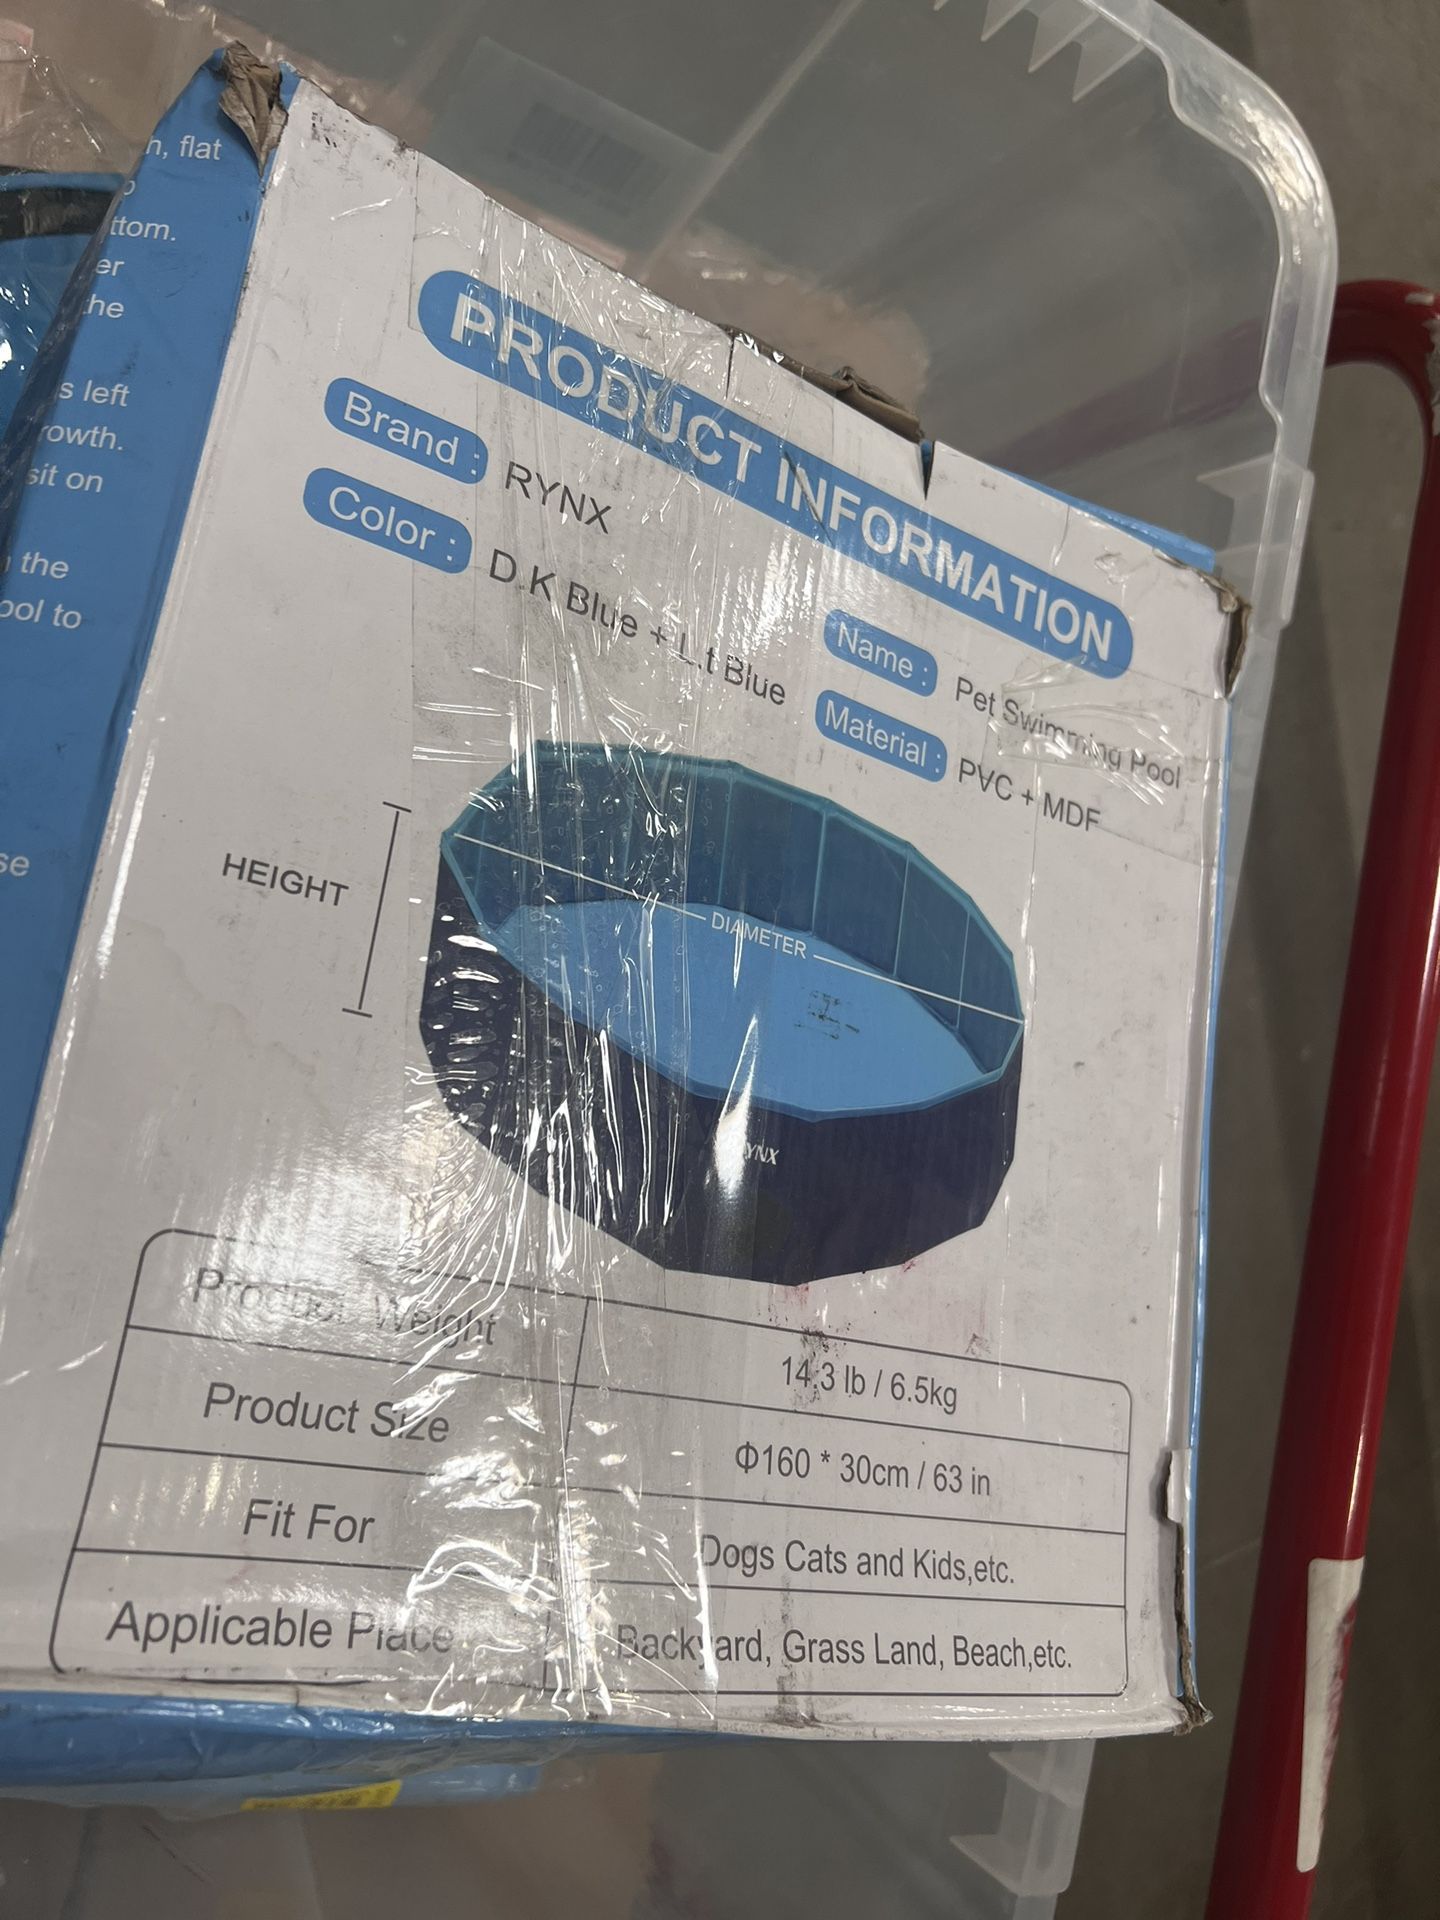 h, flat
ttom.
er
the
s left
rowth.
sit on
the
ool to
se
PRODUCT INFORMATION
Brand : RYNX
Color : D.K Blue + L.t Blue
Name : Pet Swimming Pool
Material : PVC + MDF
HEIGHT
DIAMETER
YNX
Product Weight 14.3 lb / 6.5kg
Product Size Φ160 * 30cm / 63 in
Fit For Dogs Cats and Kids,etc.
Applicable Place Backyard, Grass Land, Beach,etc.